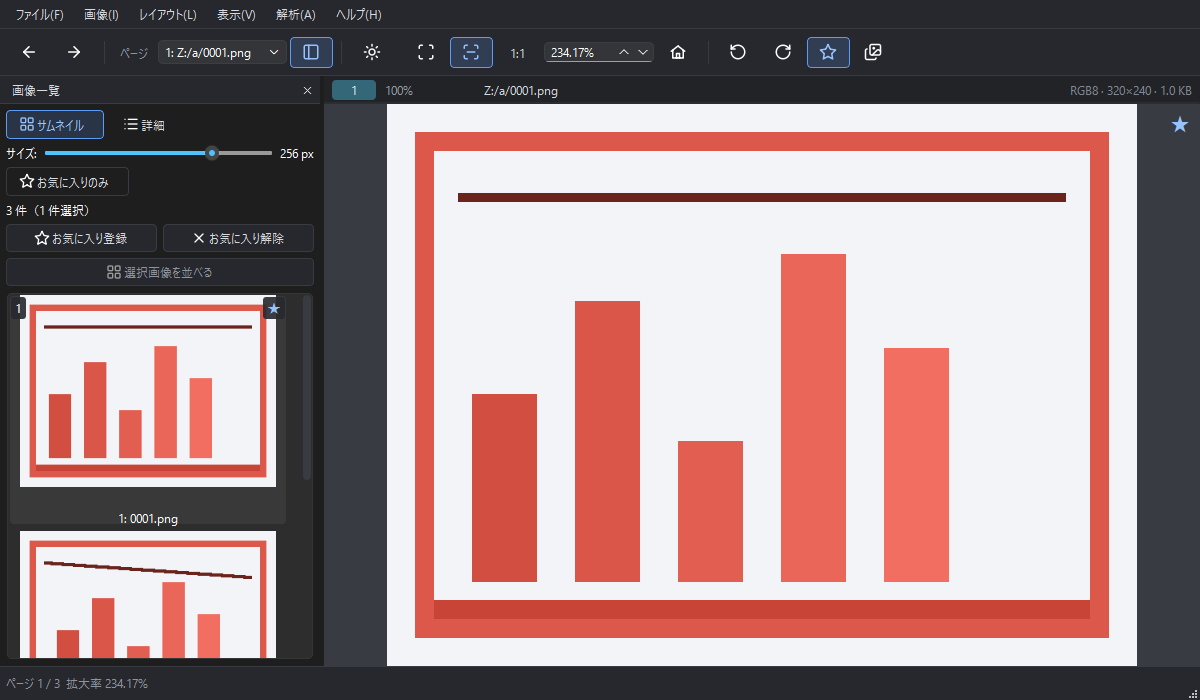 ファイル(F) 画像(I) レイアウト(L) 表示(V) 解析(A) ヘルプ(H)
ページ 1: Z:/a/0001.png 1:1 234.17%
画像一覧
1 100% Z:/a/0001.png RGB8 · 320×240 · 1.0 KB
サムネイル 詳細
サイズ: 256 px
お気に入りのみ
3 件（1 件選択）
お気に入り登録 お気に入り解除
選択画像を並べる
1
1: 0001.png
ページ 1 / 3 拡大率 234.17%